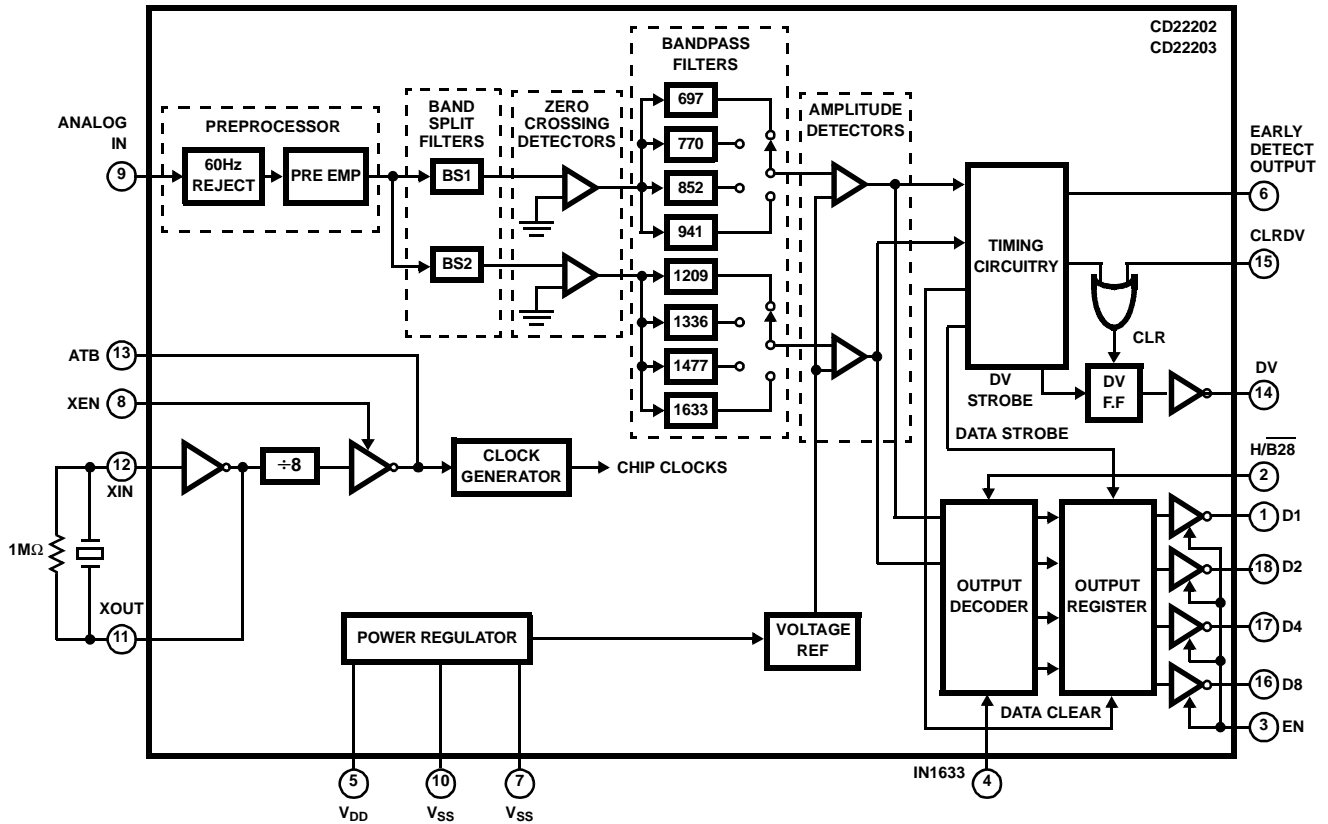 CD22202
CD22203
BANDPASS
FILTERS
697
770
852
941
1209
1336
1477
1633
ANALOG
IN
9
PREPROCESSOR
60Hz
REJECT
PRE EMP
BAND
SPLIT
FILTERS
BS1
BS2
ZERO
CROSSING
DETECTORS
AMPLITUDE
DETECTORS
TIMING
CIRCUITRY
EARLY
DETECT
OUTPUT
6
CLRDV
15
CLR
DV
STROBE
DV
F.F
DV
14
DATA STROBE
ATB
13
XEN
8
12
XIN
÷8
CLOCK
GENERATOR
CHIP CLOCKS
1MΩ
XOUT
11
H/B28
2
1 D1
18 D2
17 D4
16 D8
3 EN
OUTPUT
DECODER
OUTPUT
REGISTER
DATA CLEAR
POWER REGULATOR
VOLTAGE
REF
5
VDD
10
VSS
7
VSS
IN1633
4